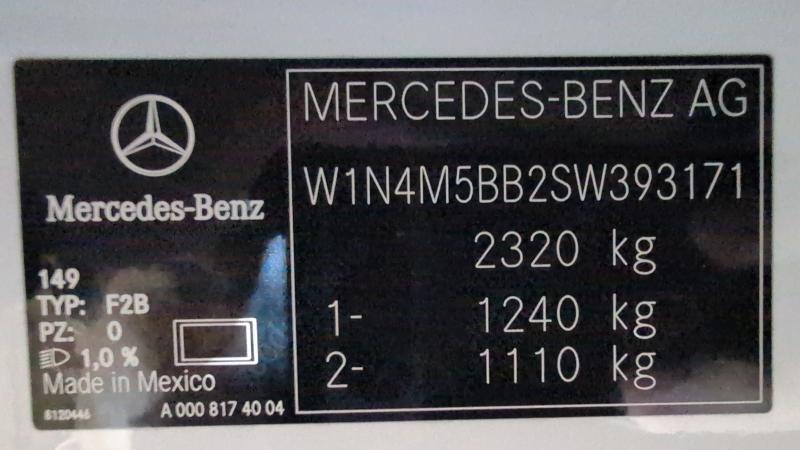 Mercedes-Benz
149
TYP: F2B
PZ: 0
1,0 %
Made in Mexico
8120446
A 000 817 40 04
MERCEDES-BENZ AG
W1N4M5BB2SW393171
2320 kg
1- 1240 kg
2- 1110 kg